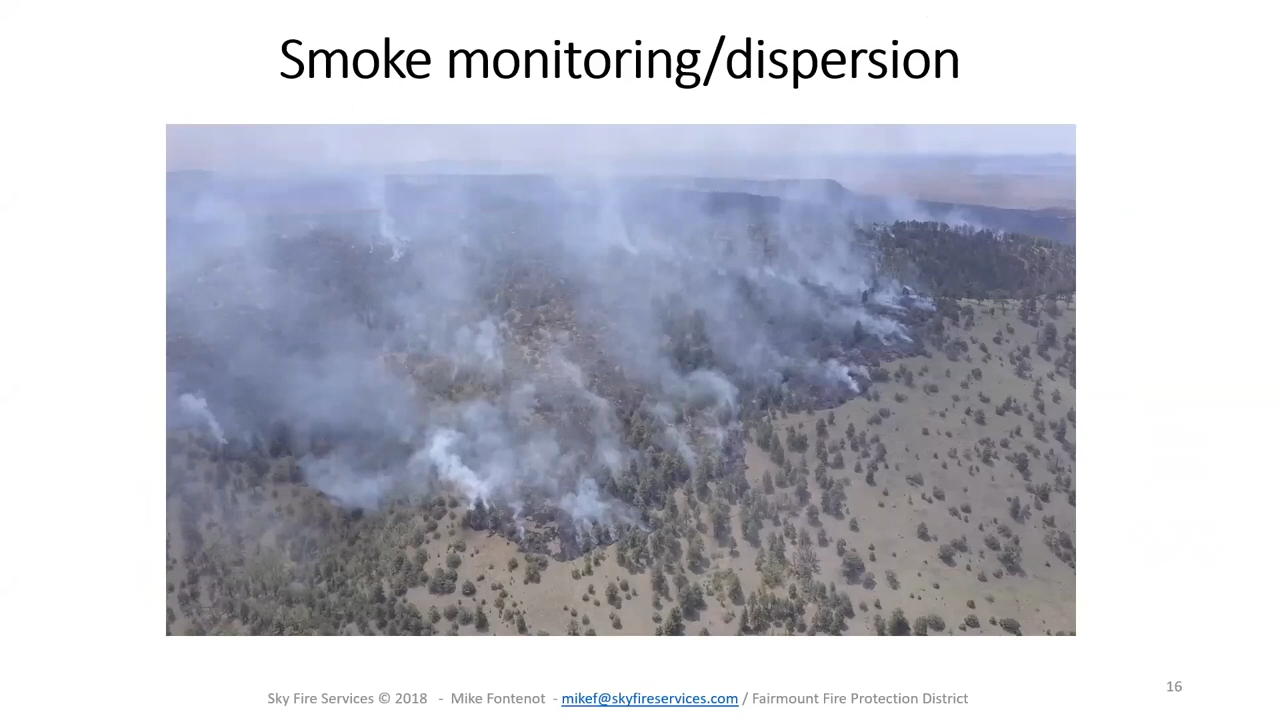 Smoke monitoring/dispersion
Sky Fire Services © 2018 - Mike Fontenot - mikef@skyfireservices.com / Fairmount Fire Protection District
16